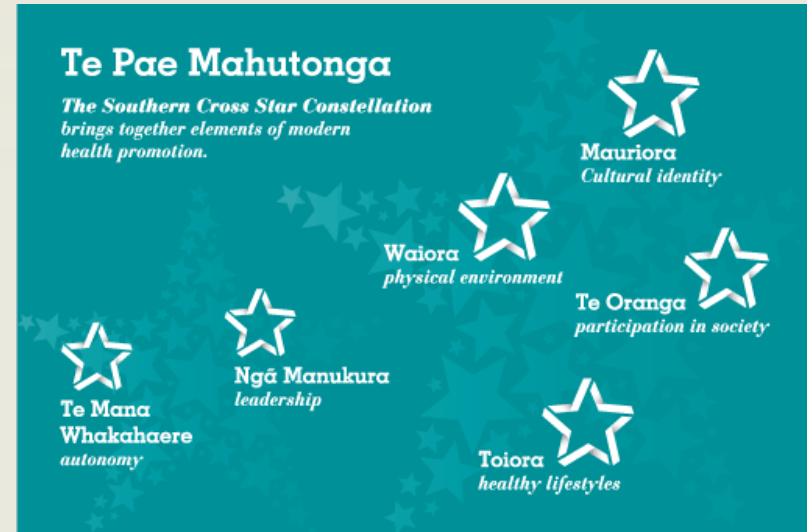 Te Pae Mahutonga
The Southern Cross Star Constellation
brings together elements of modern
health promotion.
Mauriora
Cultural identity
Waiora
physical environment
Te Oranga
participation in society
Ngā Manukura
leadership
Te Mana
Whakahaere
autonomy
Toiora
healthy lifestyles